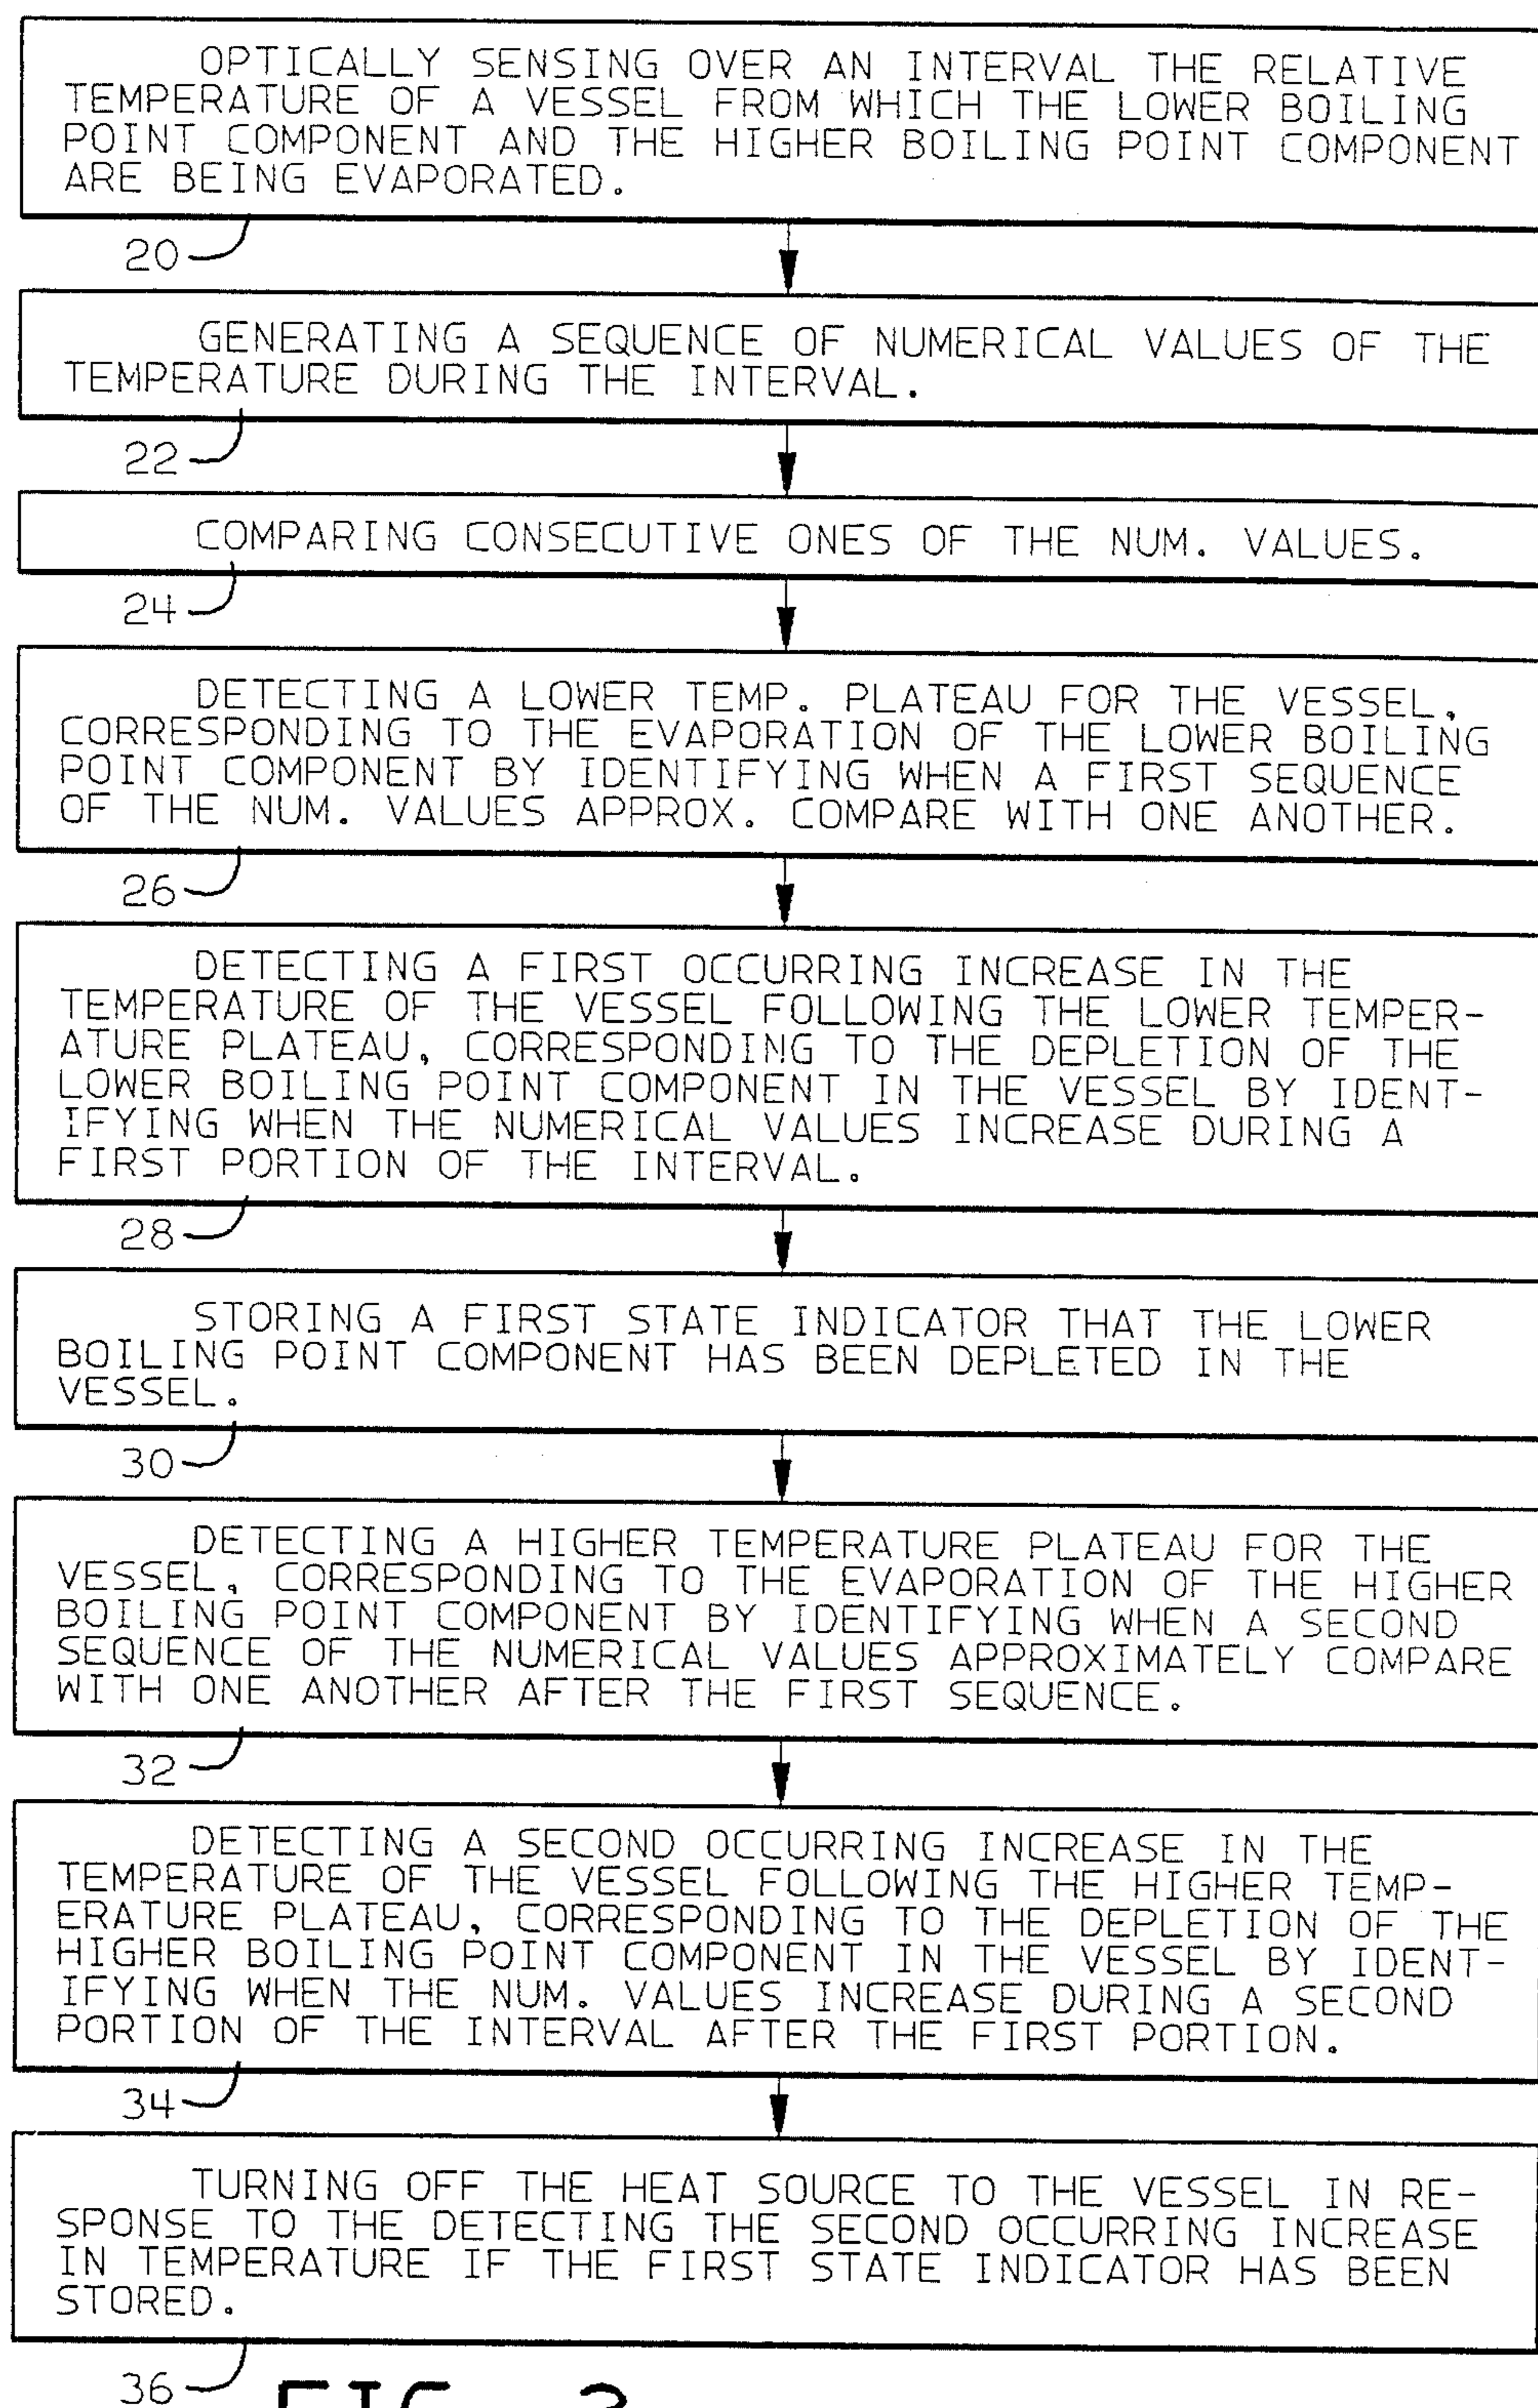 OPTICALLY SENSING OVER AN INTERVAL THE RELATIVE
TEMPERATURE OF A VESSEL FROM WHICH THE LOWER BOILING
POINT COMPONENT AND THE HIGHER BOILING POINT COMPONENT
ARE BEING EVAPORATED.
20
GENERATING A SEQUENCE OF NUMERICAL VALUES OF THE
TEMPERATURE DURING THE INTERVAL.
22
COMPARING CONSECUTIVE ONES OF THE NUM. VALUES.
24
DETECTING A LOWER TEMP. PLATEAU FOR THE VESSEL,
CORRESPONDING TO THE EVAPORATION OF THE LOWER BOILING
POINT COMPONENT BY IDENTIFYING WHEN A FIRST SEQUENCE
OF THE NUM. VALUES APPROX. COMPARE WITH ONE ANOTHER.
26
DETECTING A FIRST OCCURRING INCREASE IN THE
TEMPERATURE OF THE VESSEL FOLLOWING THE LOWER TEMPER-
ATURE PLATEAU, CORRESPONDING TO THE DEPLETION OF THE
LOWER BOILING POINT COMPONENT IN THE VESSEL BY IDENT-
IFYING WHEN THE NUMERICAL VALUES INCREASE DURING A
FIRST PORTION OF THE INTERVAL.
28
STORING A FIRST STATE INDICATOR THAT THE LOWER
BOILING POINT COMPONENT HAS BEEN DEPLETED IN THE
VESSEL.
30
DETECTING A HIGHER TEMPERATURE PLATEAU FOR THE
VESSEL, CORRESPONDING TO THE EVAPORATION OF THE HIGHER
BOILING POINT COMPONENT BY IDENTIFYING WHEN A SECOND
SEQUENCE OF THE NUMERICAL VALUES APPROXIMATELY COMPARE
WITH ONE ANOTHER AFTER THE FIRST SEQUENCE.
32
DETECTING A SECOND OCCURRING INCREASE IN THE
TEMPERATURE OF THE VESSEL FOLLOWING THE HIGHER TEMP-
ERATURE PLATEAU, CORRESPONDING TO THE DEPLETION OF THE
HIGHER BOILING POINT COMPONENT IN THE VESSEL BY IDENT-
IFYING WHEN THE NUM. VALUES INCREASE DURING A SECOND
PORTION OF THE INTERVAL AFTER THE FIRST PORTION.
34
TURNING OFF THE HEAT SOURCE TO THE VESSEL IN RE-
SPONSE TO THE DETECTING THE SECOND OCCURRING INCREASE
IN TEMPERATURE IF THE FIRST STATE INDICATOR HAS BEEN
STORED.
36